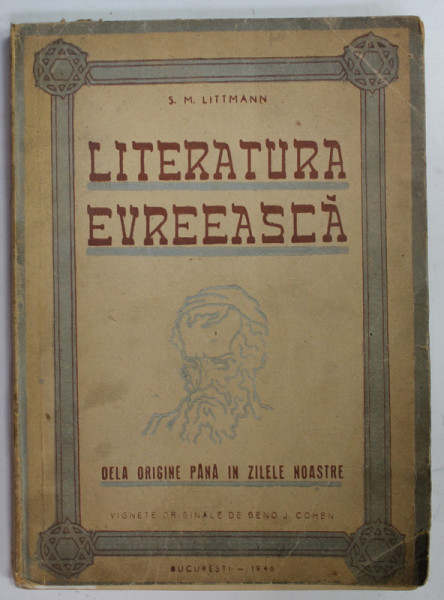 S. M. LITTMANN
LITERATURA
EVREEASCĂ
DELA ORIGINE PÂNĂ IN ZILELE NOASTRE
VIGNETE ORIGINALE DE BENO J. COHEN
BUCUREȘTI – 1946